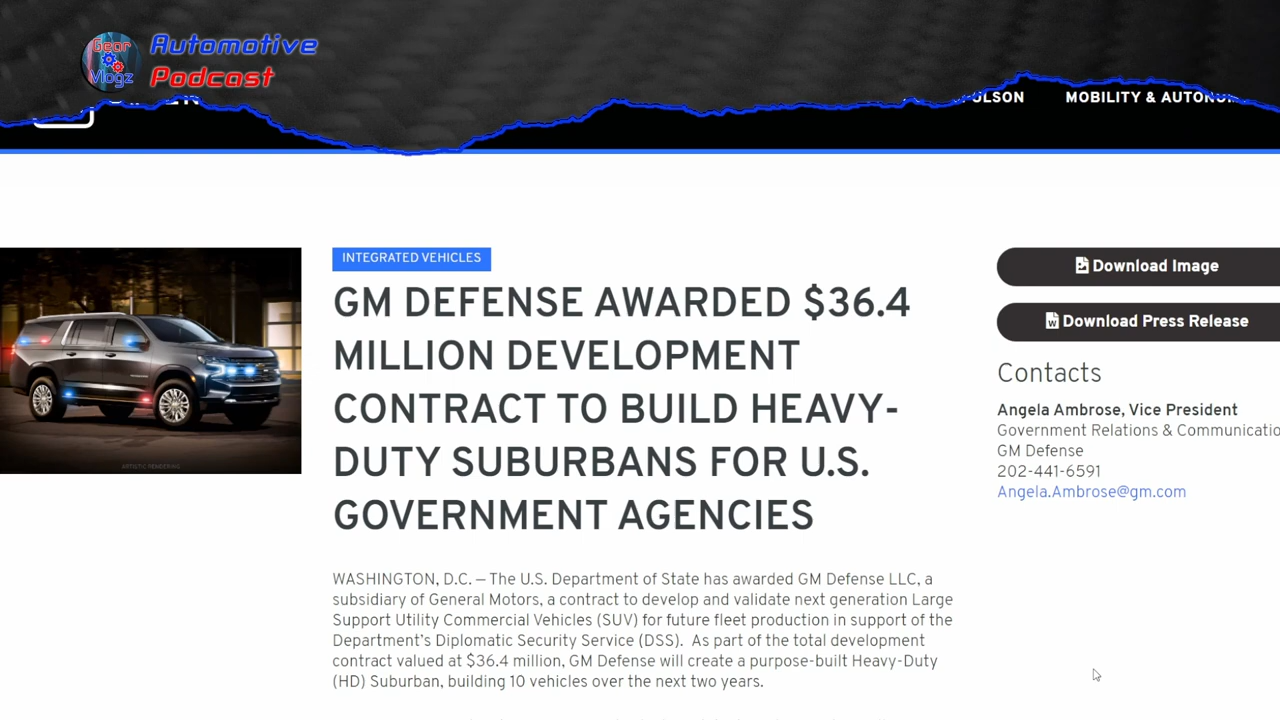 Gear
Vlogz
Automotive
Podcast
MOBILITY &
INTEGRATED VEHICLES
GM DEFENSE AWARDED $36.4
MILLION DEVELOPMENT
CONTRACT TO BUILD HEAVY-
DUTY SUBURBANS FOR U.S.
GOVERNMENT AGENCIES
WASHINGTON, D.C. – The U.S. Department of State has awarded GM Defense LLC, a
subsidiary of General Motors, a contract to develop and validate next generation Large
Support Utility Commercial Vehicles (SUV) for future fleet production in support of the
Department's Diplomatic Security Service (DSS).  As part of the total development
contract valued at $36.4 million, GM Defense will create a purpose-built Heavy-Duty
(HD) Suburban, building 10 vehicles over the next two years.
Download Image
Download Press Release
Contacts
Angela Ambrose, Vice President
Government Relations & Communicatio
GM Defense
202-441-6591
Angela.Ambrose@gm.com
ARTISTIC RENDERING